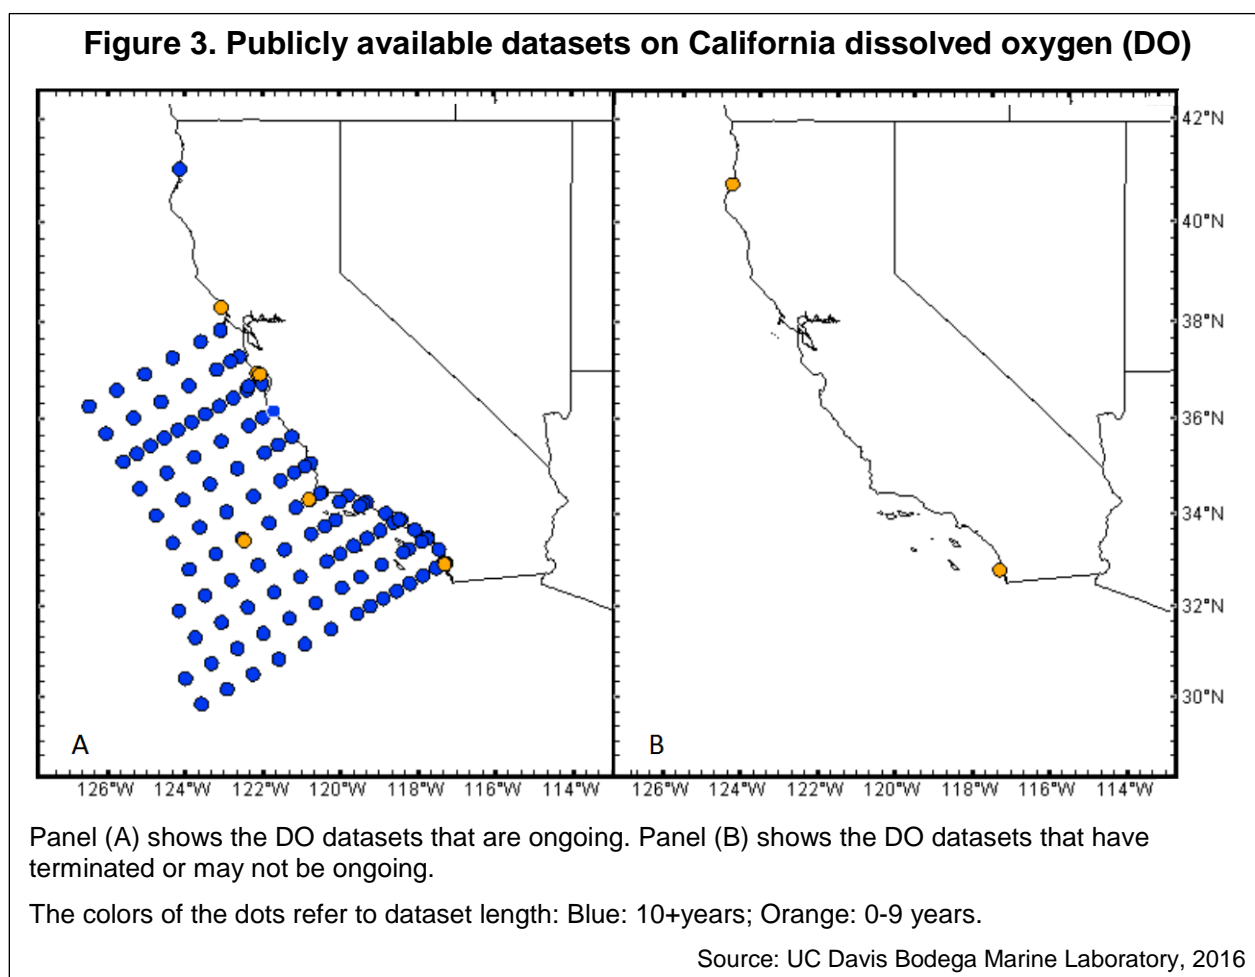 Figure 3. Publicly available datasets on California dissolved oxygen (DO)
42°N
40°N
38°N
36°N
34°N
32°N
30°N
A
B
126°W 124°W 122°W 120°W 118°W 116°W 114°W
126°W 124°W 122°W 120°W 118°W 116°W 114°W
Panel (A) shows the DO datasets that are ongoing. Panel (B) shows the DO datasets that have
terminated or may not be ongoing.
The colors of the dots refer to dataset length: Blue: 10+years; Orange: 0-9 years.
Source: UC Davis Bodega Marine Laboratory, 2016